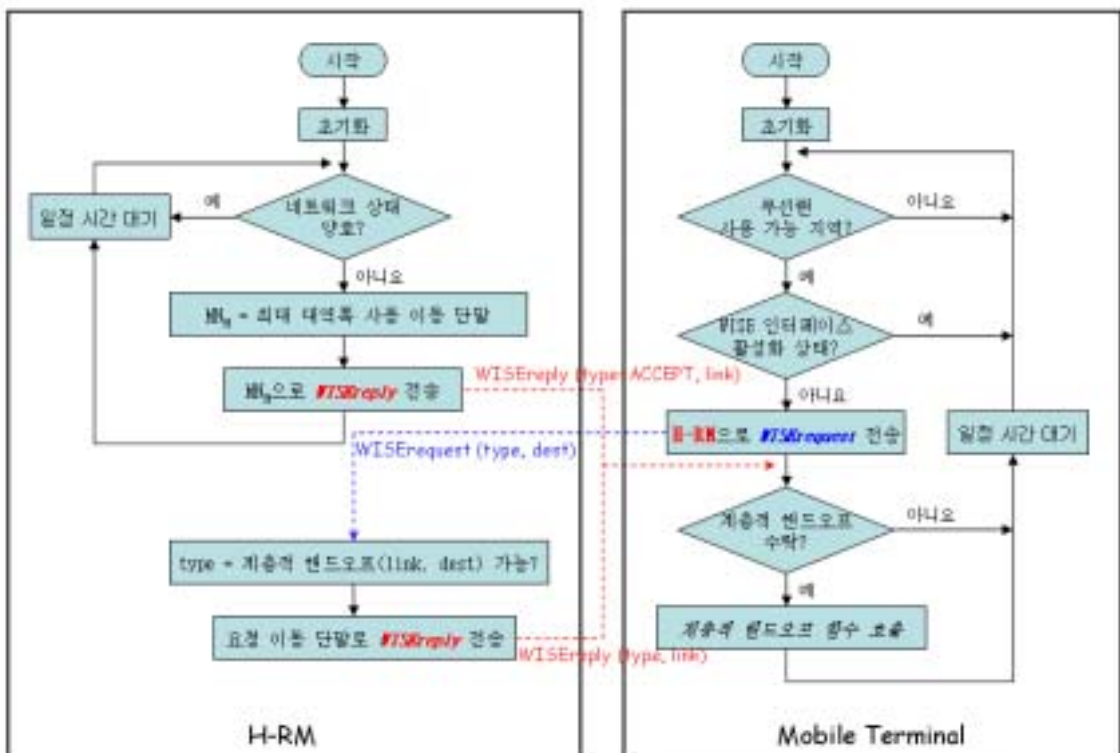 시작
초기화
예
일정 시간 대기
네트워크 상태
양호?
아니요
= 최대 대역폭 사용 이동 단말
으로 WISEreply 전송
WISEreply (type: ACCEPT, link)
WISErequest (type, dest)
type = 계층적 핸드오프(link, dest) 가능?
요청 이동 단말로 WISEreply 전송
WISEreply (type, link)
H-RM
시작
초기화
무선랜
사용 가능 지역?
아니요
예
WISE 인터페이스
활성화 상태?
예
아니요
H-RM으로 WISErequest 전송
일정 시간 대기
계층적 핸드오프
수락?
아니요
예
계층적 핸드오프 함수 호출
Mobile Terminal